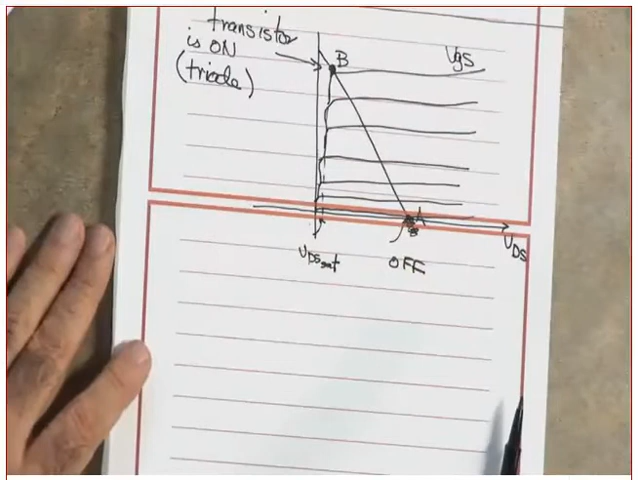 transistor
is ON
(triode)
B
VGS
A
VDS
VDSsat
OFF